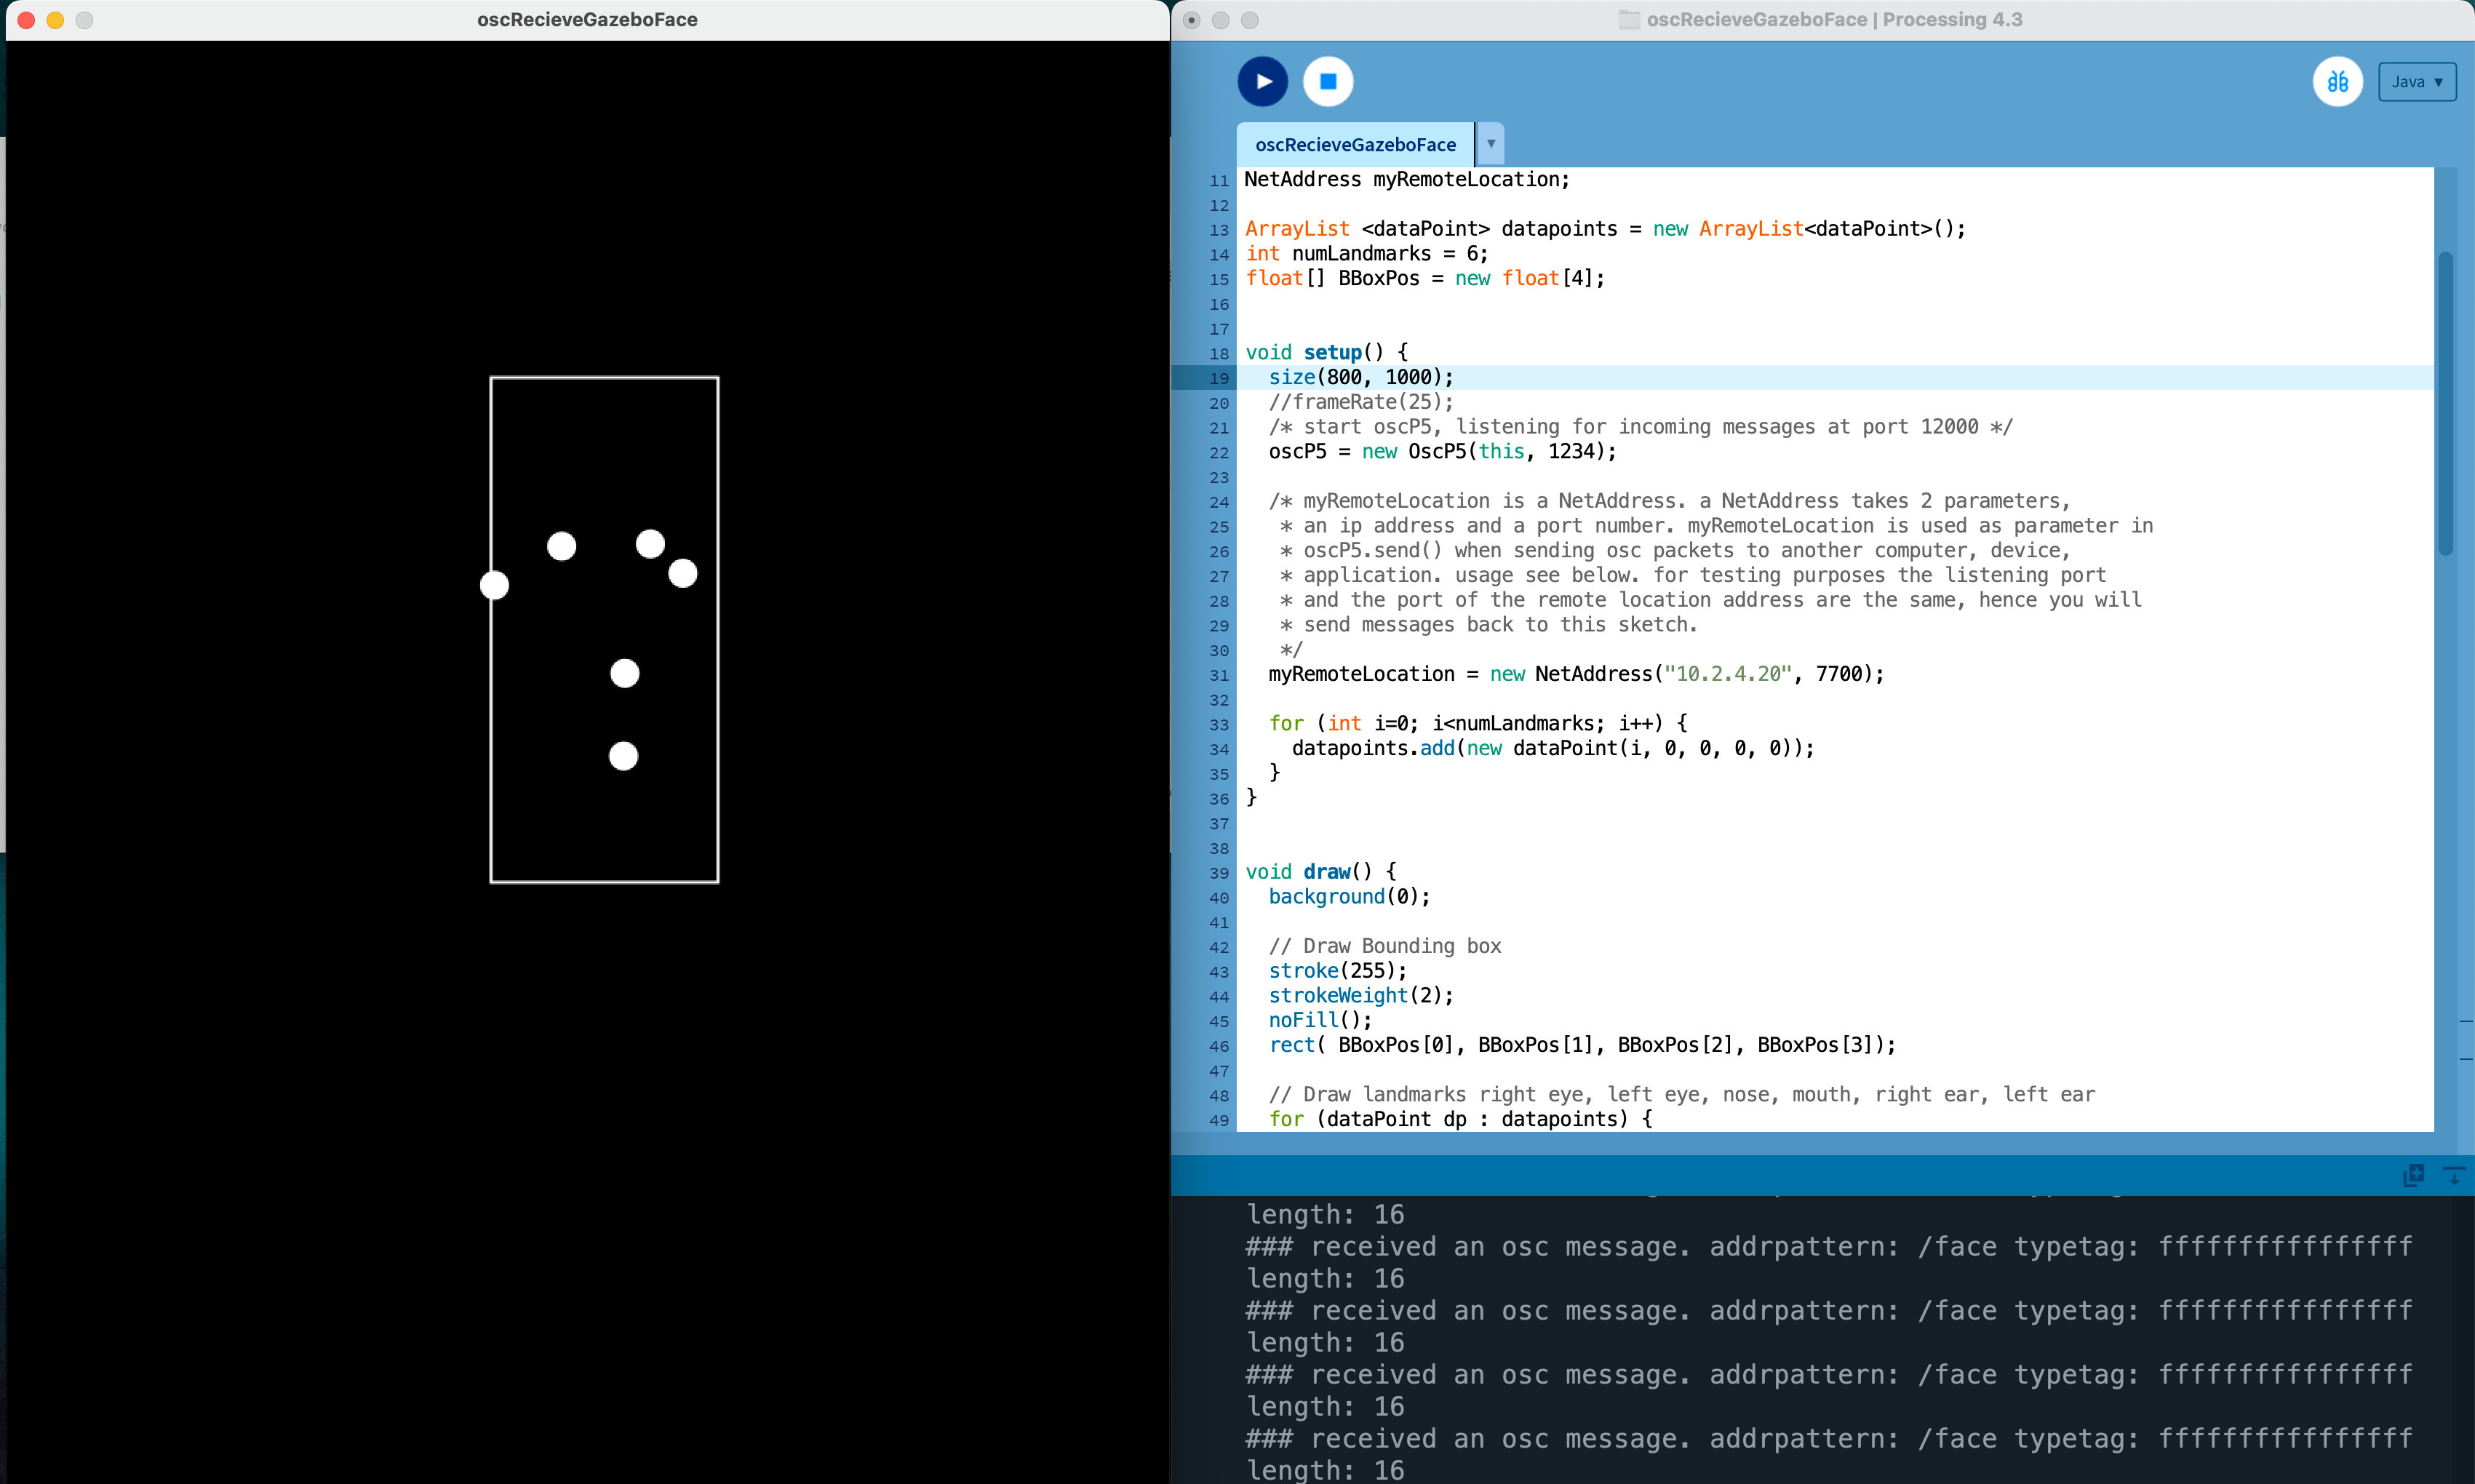 oscRecieveGazeboFace
oscRecieveGazeboFace | Processing 4.3
Java ▾
oscRecieveGazeboFace ▾
11 NetAddress myRemoteLocation;
12
13 ArrayList <dataPoint> datapoints = new ArrayList<dataPoint>();
14 int numLandmarks = 6;
15 float[] BBoxPos = new float[4];
16
17
18 void setup() {
19   size(800, 1000);
20   //frameRate(25);
21   /* start oscP5, listening for incoming messages at port 12000 */
22   oscP5 = new OscP5(this, 1234);
23
24   /* myRemoteLocation is a NetAddress. a NetAddress takes 2 parameters,
25    * an ip address and a port number. myRemoteLocation is used as parameter in
26    * oscP5.send() when sending osc packets to another computer, device,
27    * application. usage see below. for testing purposes the listening port
28    * and the port of the remote location address are the same, hence you will
29    * send messages back to this sketch.
30    */
31   myRemoteLocation = new NetAddress("10.2.4.20", 7700);
32
33   for (int i=0; i<numLandmarks; i++) {
34     datapoints.add(new dataPoint(i, 0, 0, 0, 0));
35   }
36 }
37
38
39 void draw() {
40   background(0);
41
42   // Draw Bounding box
43   stroke(255);
44   strokeWeight(2);
45   noFill();
46   rect( BBoxPos[0], BBoxPos[1], BBoxPos[2], BBoxPos[3]);
47
48   // Draw landmarks right eye, left eye, nose, mouth, right ear, left ear
49   for (dataPoint dp : datapoints) {
length: 16
### received an osc message. addrpattern: /face typetag: ffffffffffffffff
length: 16
### received an osc message. addrpattern: /face typetag: ffffffffffffffff
length: 16
### received an osc message. addrpattern: /face typetag: ffffffffffffffff
length: 16
### received an osc message. addrpattern: /face typetag: ffffffffffffffff
length: 16